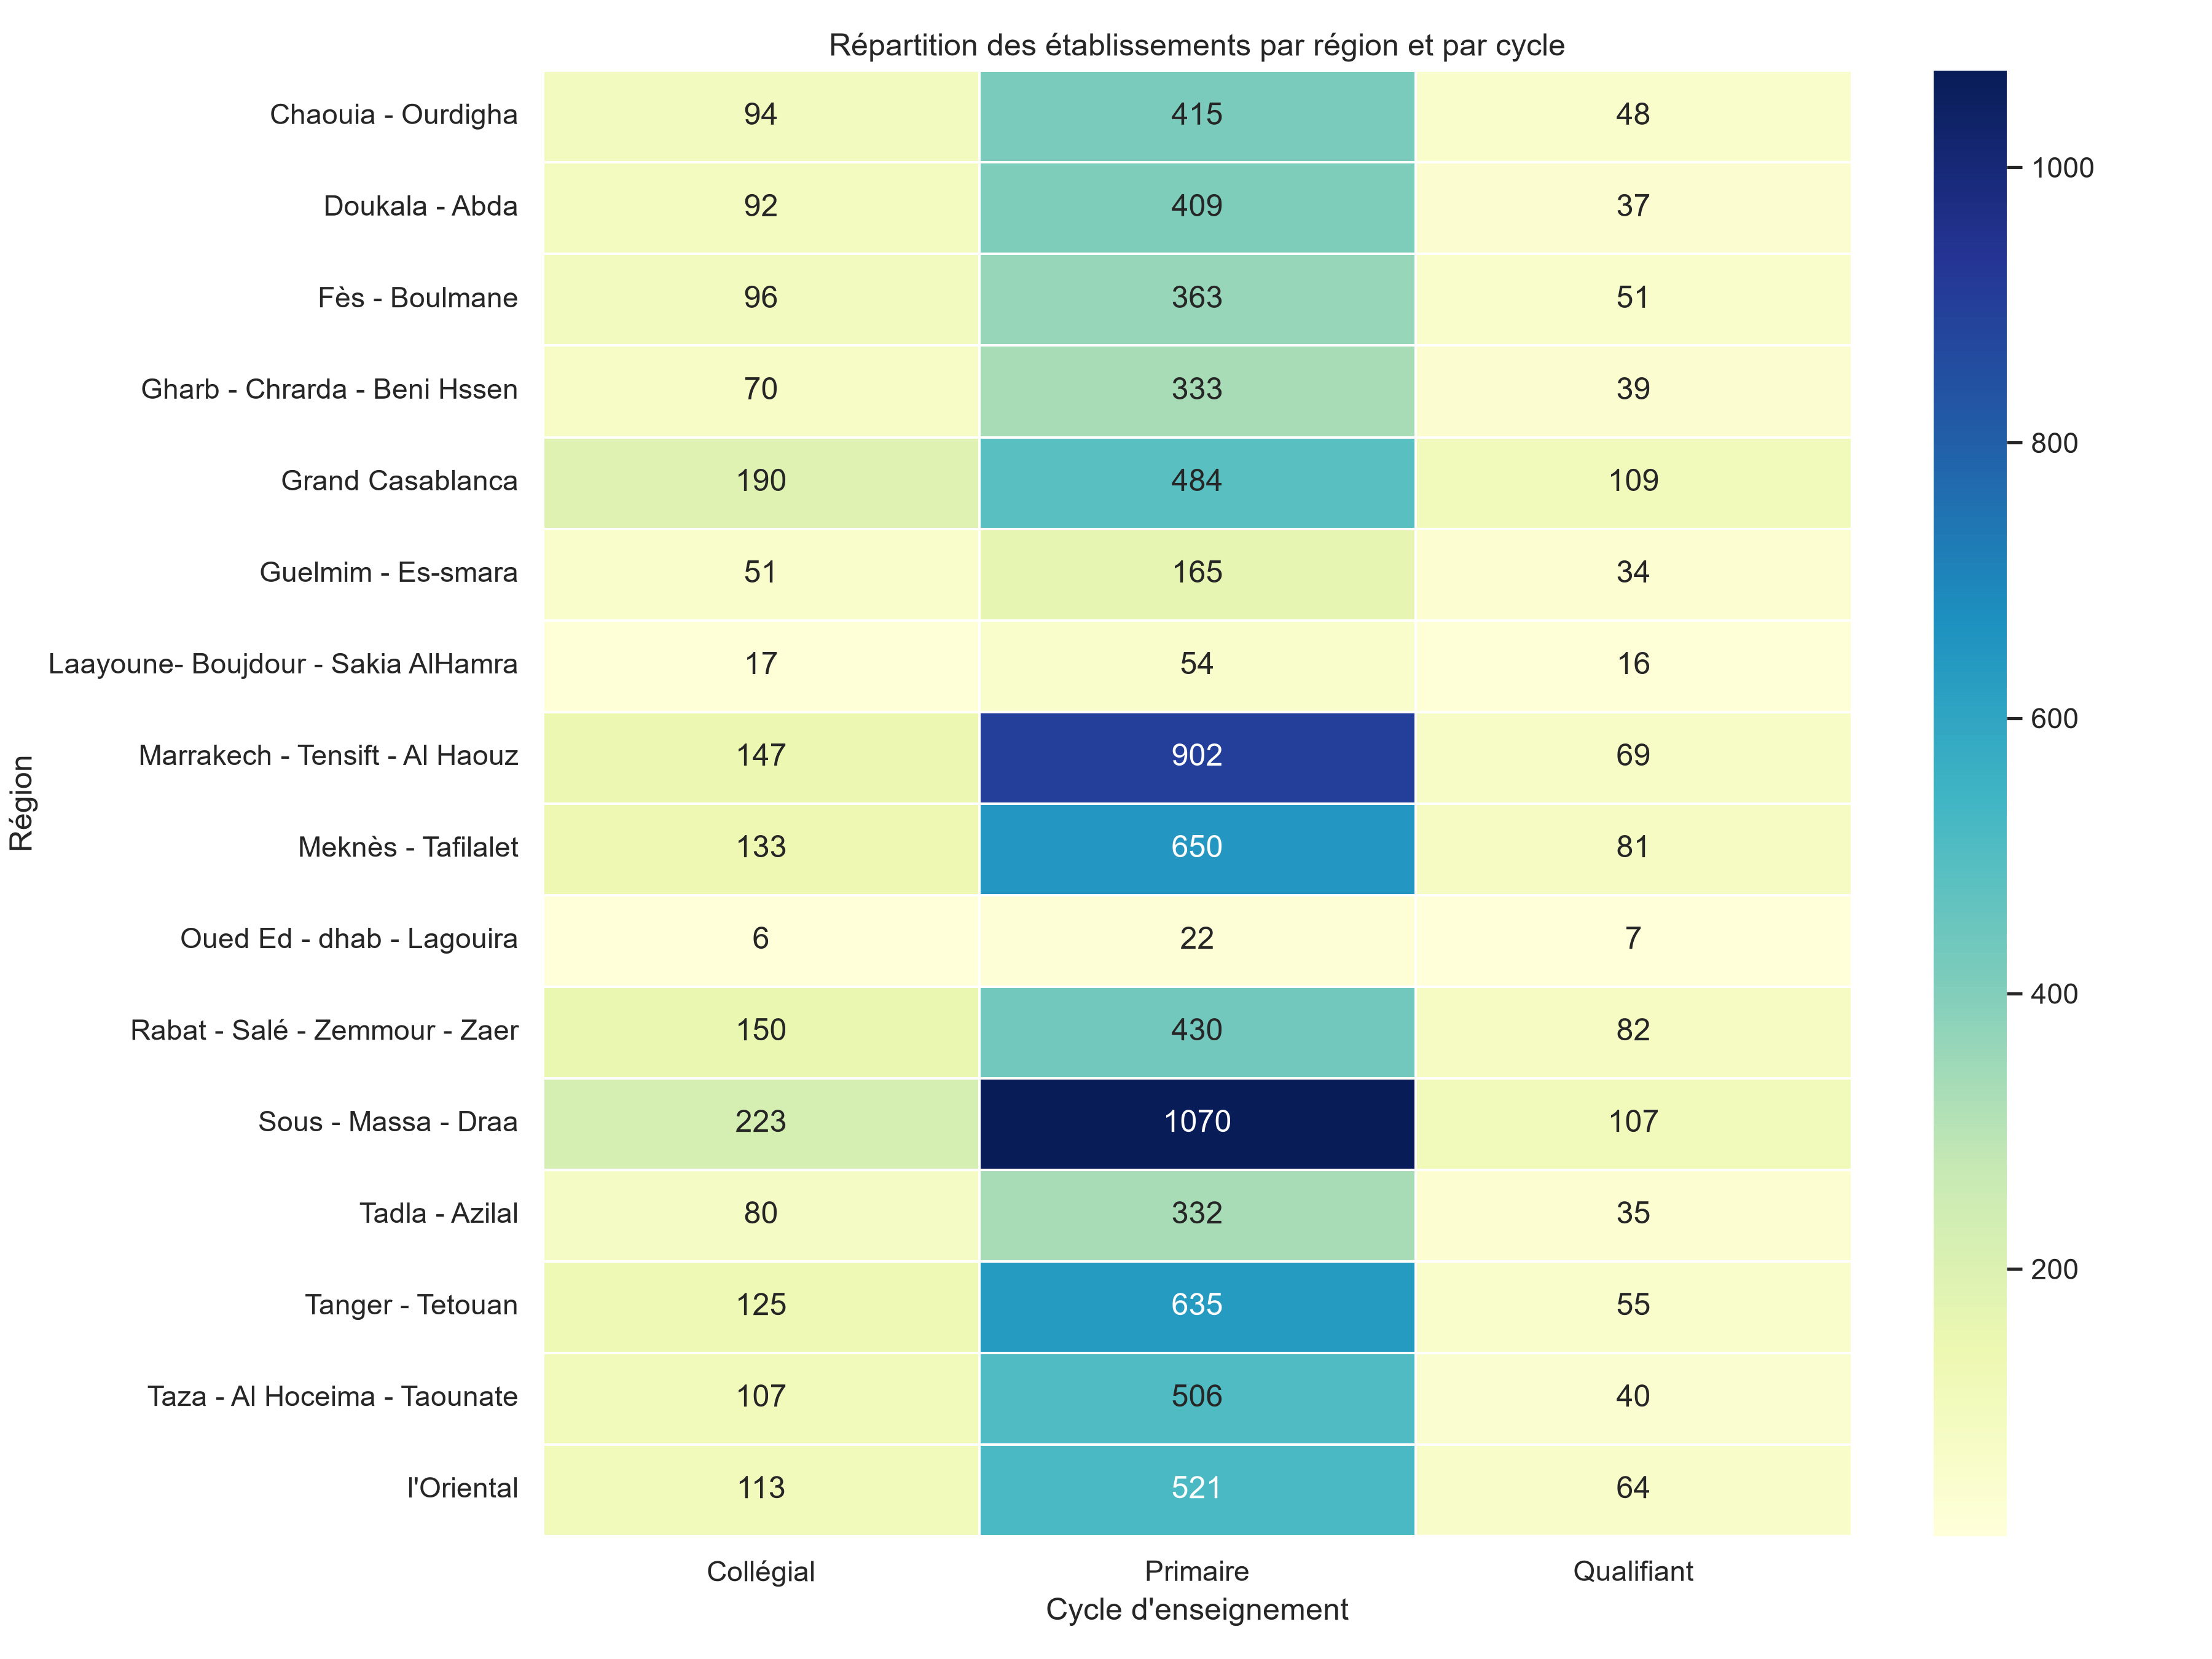 Répartition des établissements par région et par cycle
Chaouia - Ourdigha 94 415 48
Doukala - Abda 92 409 37
Fès - Boulmane 96 363 51
Gharb - Chrarda - Beni Hssen 70 333 39
Grand Casablanca 190 484 109
Guelmim - Es-smara 51 165 34
Laayoune- Boujdour - Sakia AlHamra 17 54 16
Marrakech - Tensift - Al Haouz 147 902 69
Meknès - Tafilalet 133 650 81
Oued Ed - dhab - Lagouira 6 22 7
Rabat - Salé - Zemmour - Zaer 150 430 82
Sous - Massa - Draa 223 1070 107
Tadla - Azilal 80 332 35
Tanger - Tetouan 125 635 55
Taza - Al Hoceima - Taounate 107 506 40
l'Oriental 113 521 64
Collégial Primaire Qualifiant
Cycle d'enseignement
Région
1000
800
600
400
200